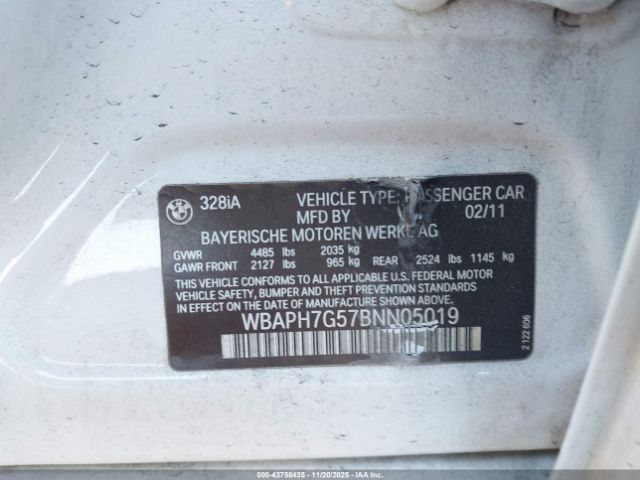 BMW
328iA VEHICLE TYPE: PASSENGER CAR
MFD BY 02/11
BAYERISCHE MOTOREN WERKE AG
GVWR 4485 lbs 2035 kg
GAWR FRONT 2127 lbs 965 kg REAR 2524 lbs 1145 kg
THIS VEHICLE CONFORMS TO ALL APPLICABLE U.S. FEDERAL MOTOR
VEHICLE SAFETY, BUMPER, AND THEFT PREVENTION STANDARDS
IN EFFECT ON THE DATE OF MANUFACTURE SHOWN ABOVE.
WBAPH7G57BNN05019
2 122 606
000-43758435 - 11/20/2025 - IAAI.COM